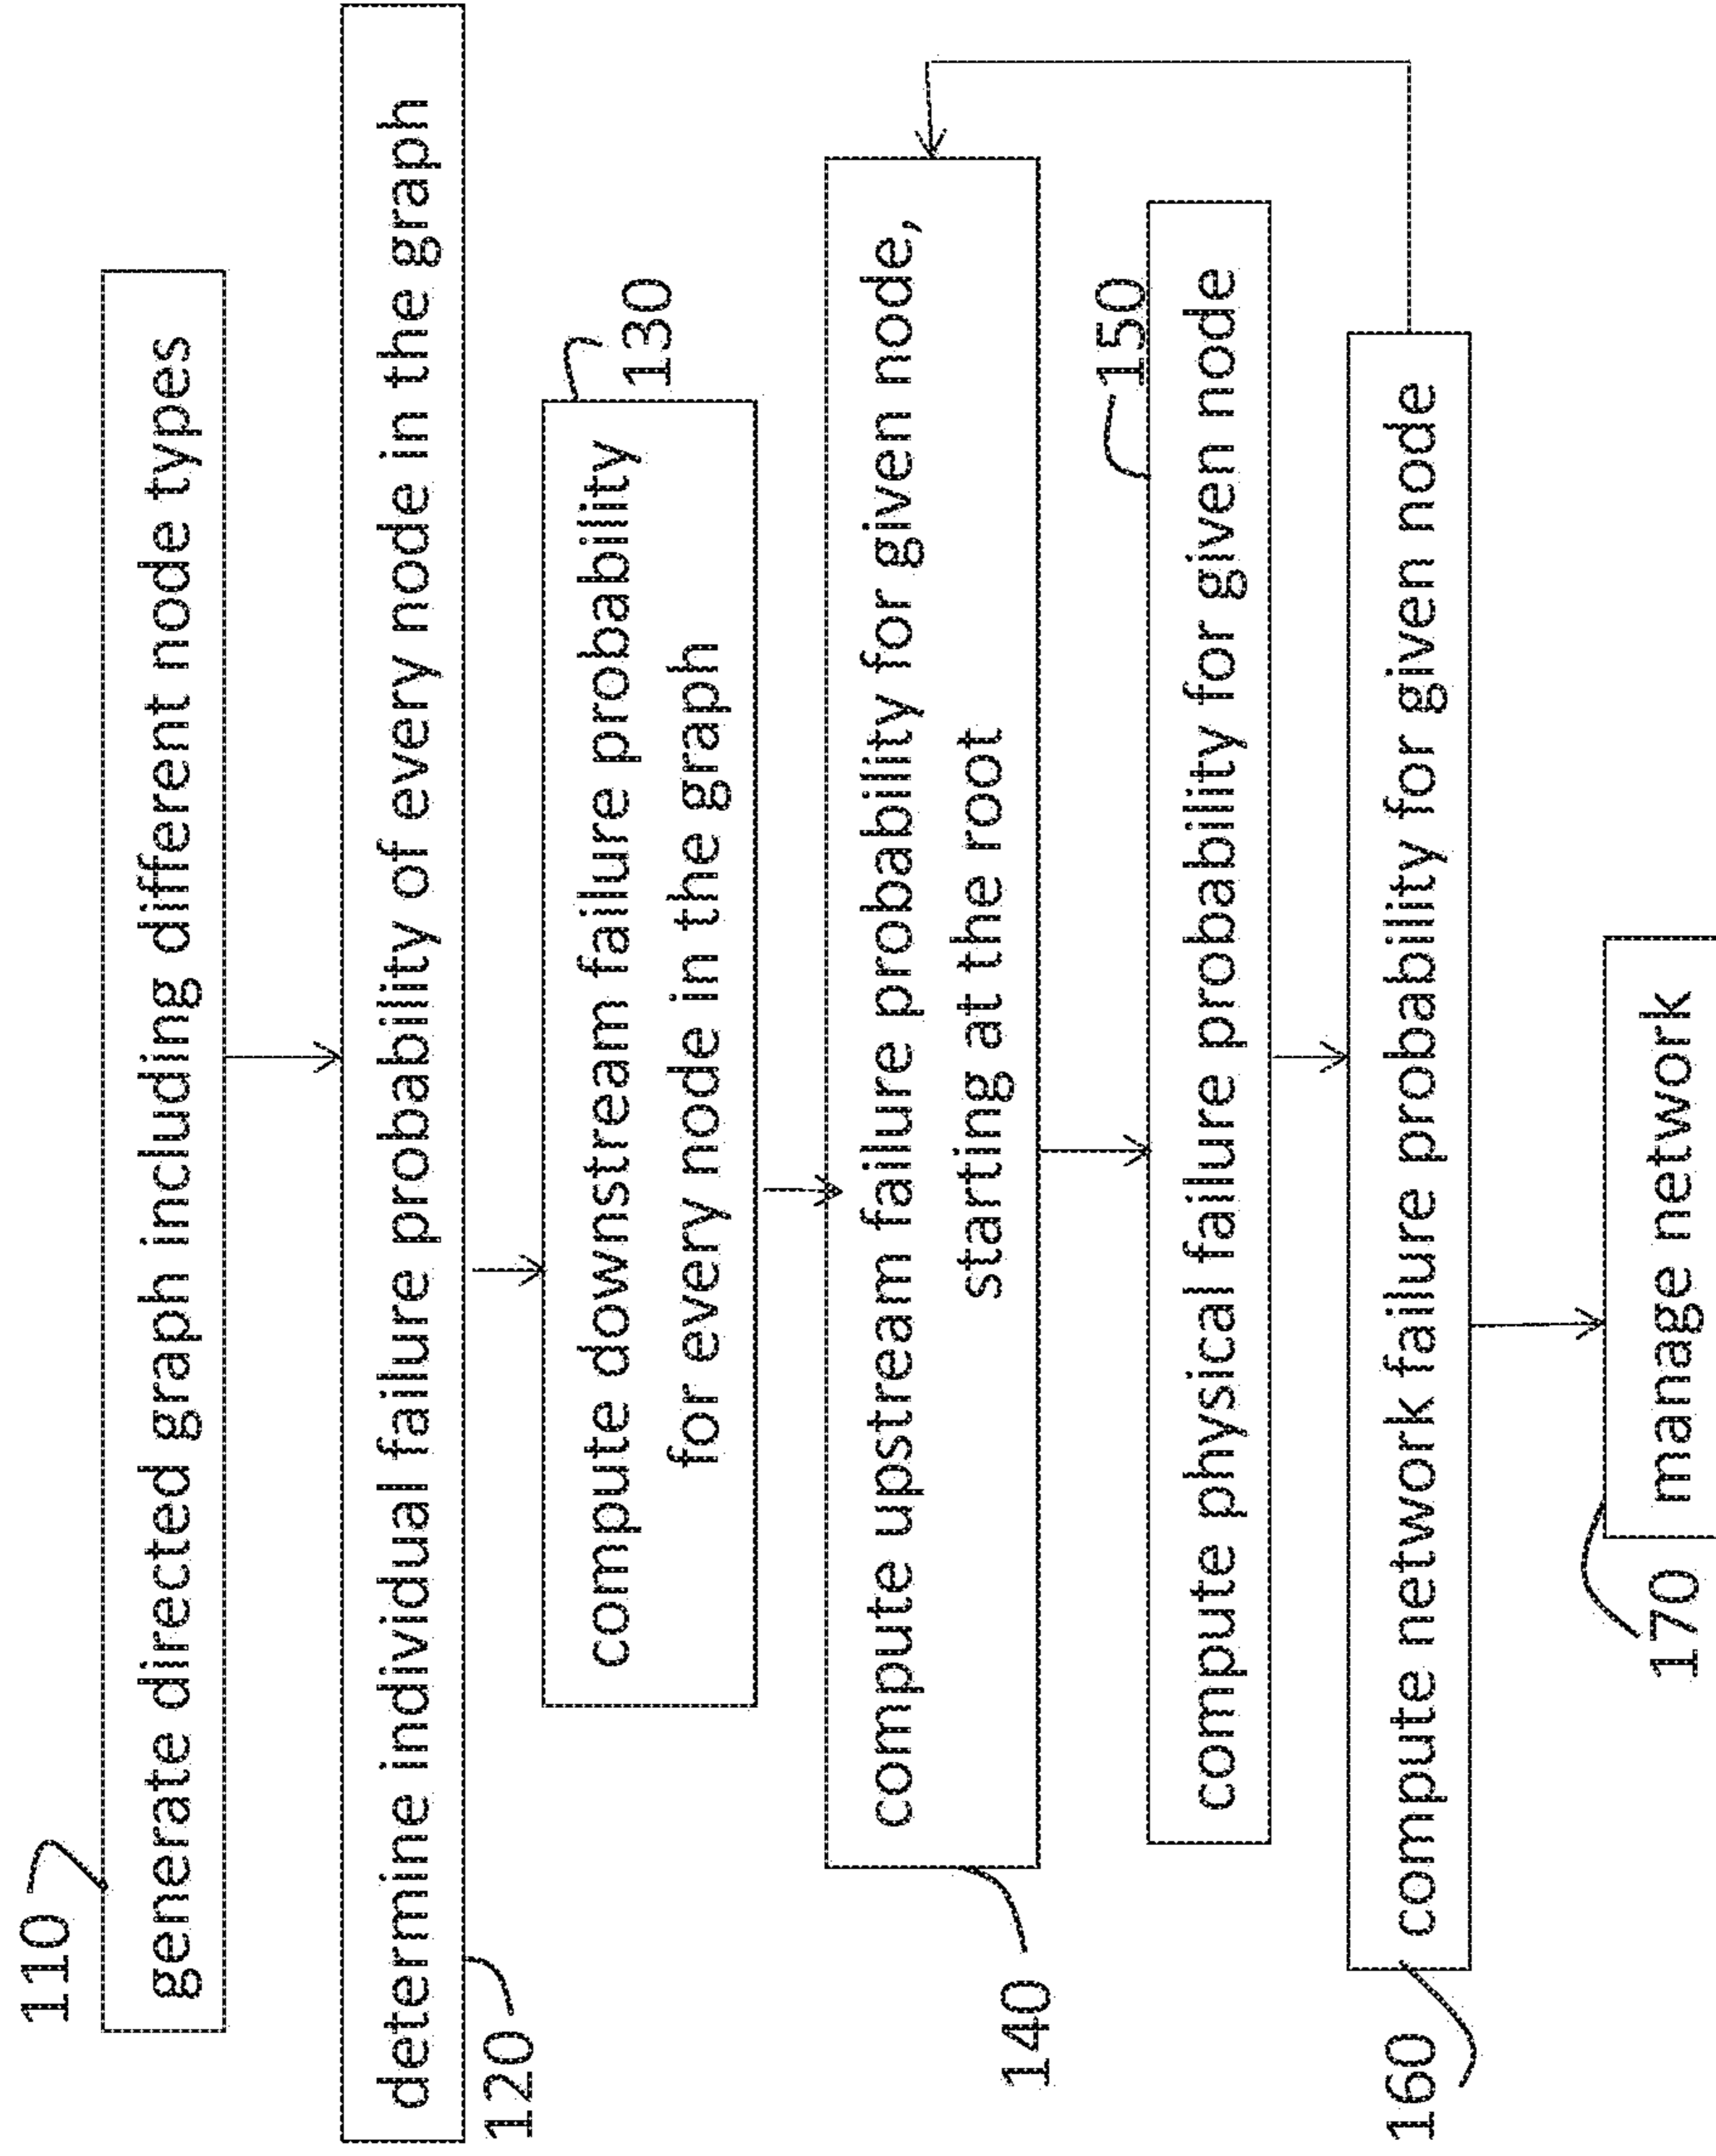 110
generate directed graph including different node types
determine individual failure probability of every node in the graph
120
compute downstream failure probability
for every node in the graph
130
compute upstream failure probability for given node,
starting at the root
140
150
compute physical failure probability for given node
160
compute network failure probability for given node
170
manage network